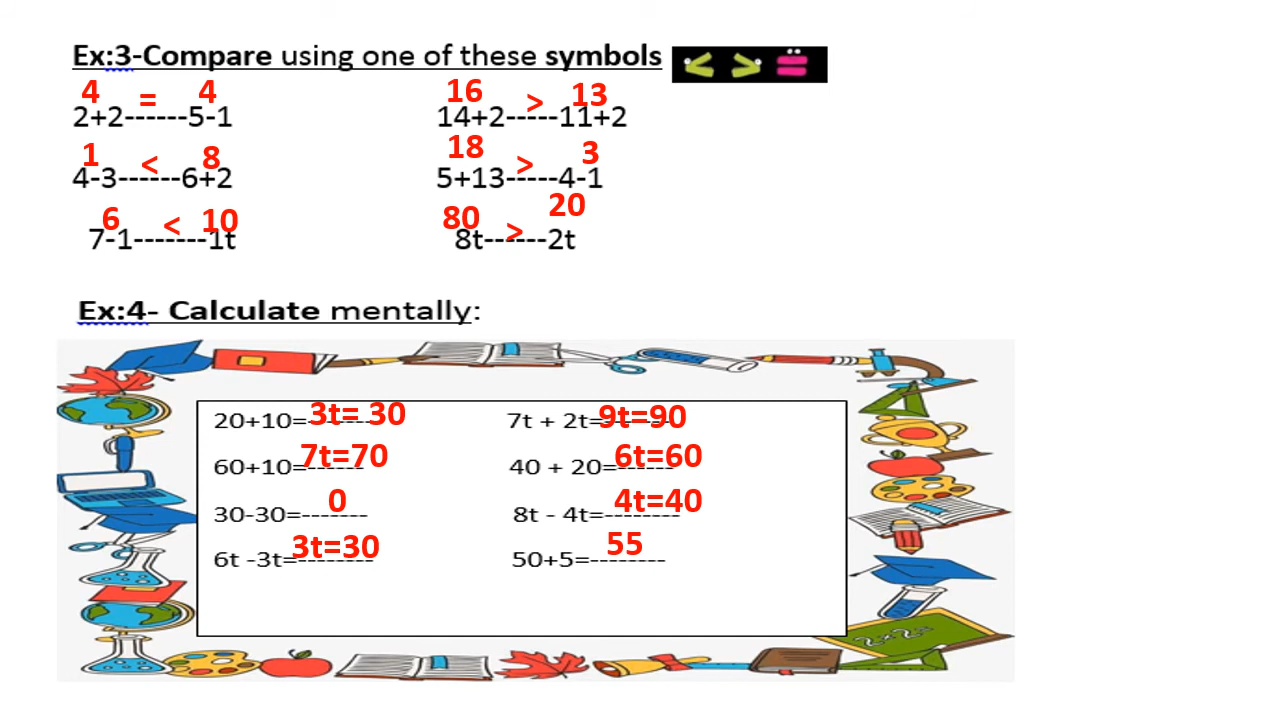 Ex:3-Compare using one of these symbols < > =
4 = 4 16 > 13
2+2------5-1 14+2-----11+2
1 < 8 18 > 3
4-3------6+2 5+13-----4-1
6 < 10 80 > 20
7-1-------1t 8t------2t
Ex:4- Calculate mentally:
20+10=------- 3t= 30 7t + 2t=------- 9t=90
60+10=------ 7t=70 40 + 20=------ 6t=60
30-30=------- 0 8t - 4t=-------- 4t=40
6t -3t=-------- 3t=30 50+5=-------- 55
2×2=